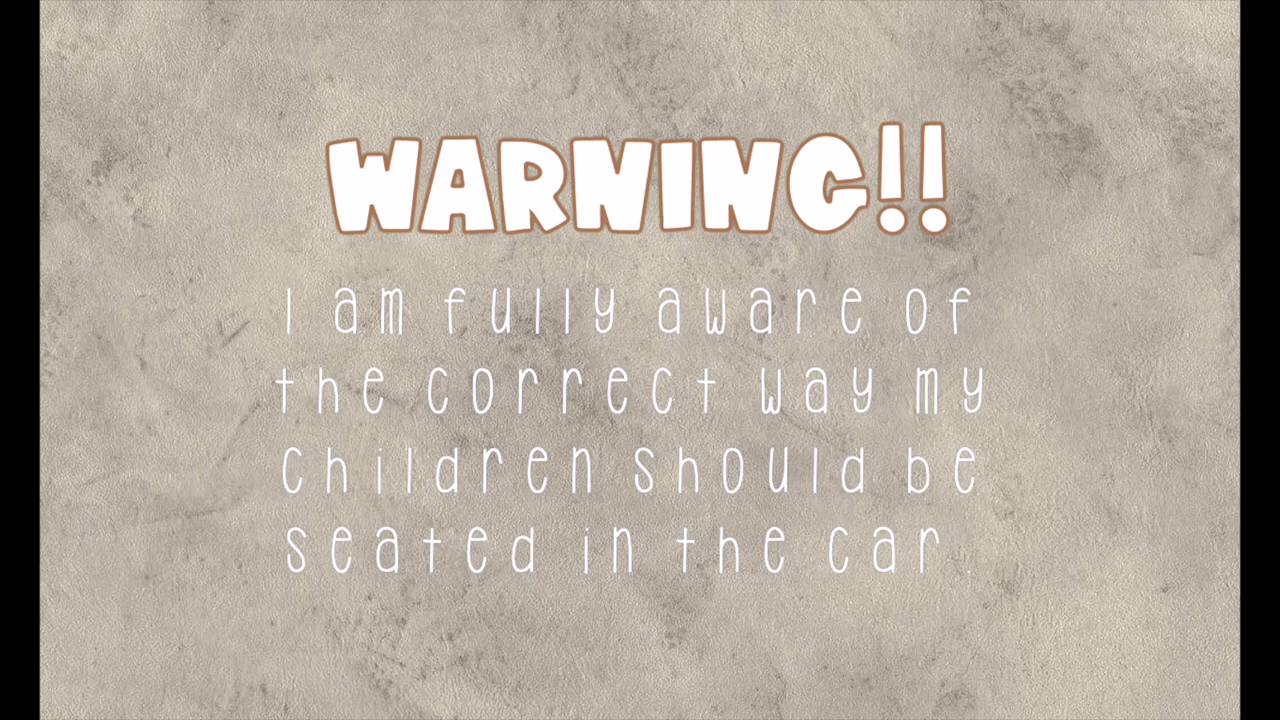 WARNING!!
I am fully aware of
the correct way my
children should be
seated in the car .